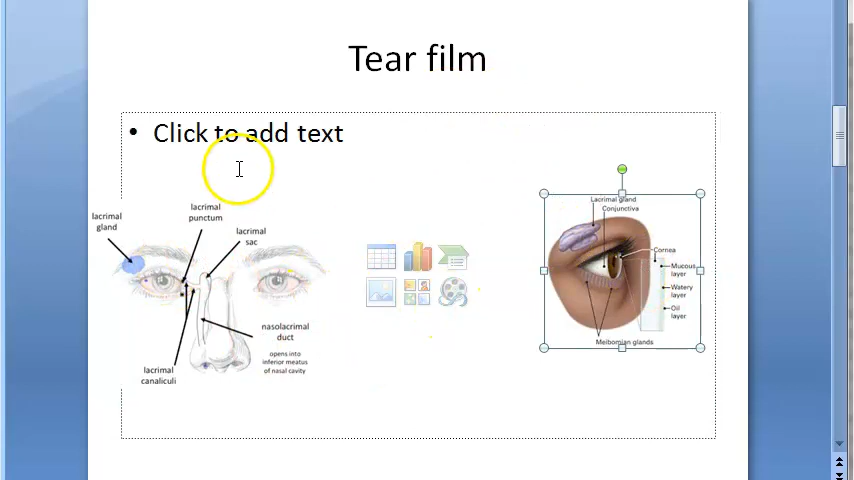 Tear film
• Click to add text
lacrimal
gland
lacrimal
punctum
lacrimal
sac
nasolacrimal
duct
opens into
inferior meatus
of nasal cavity
lacrimal
canaliculi
Lacrimal gland
Conjunctiva
Cornea
Mucous
layer
Watery
layer
Oil
layer
Meibomian glands